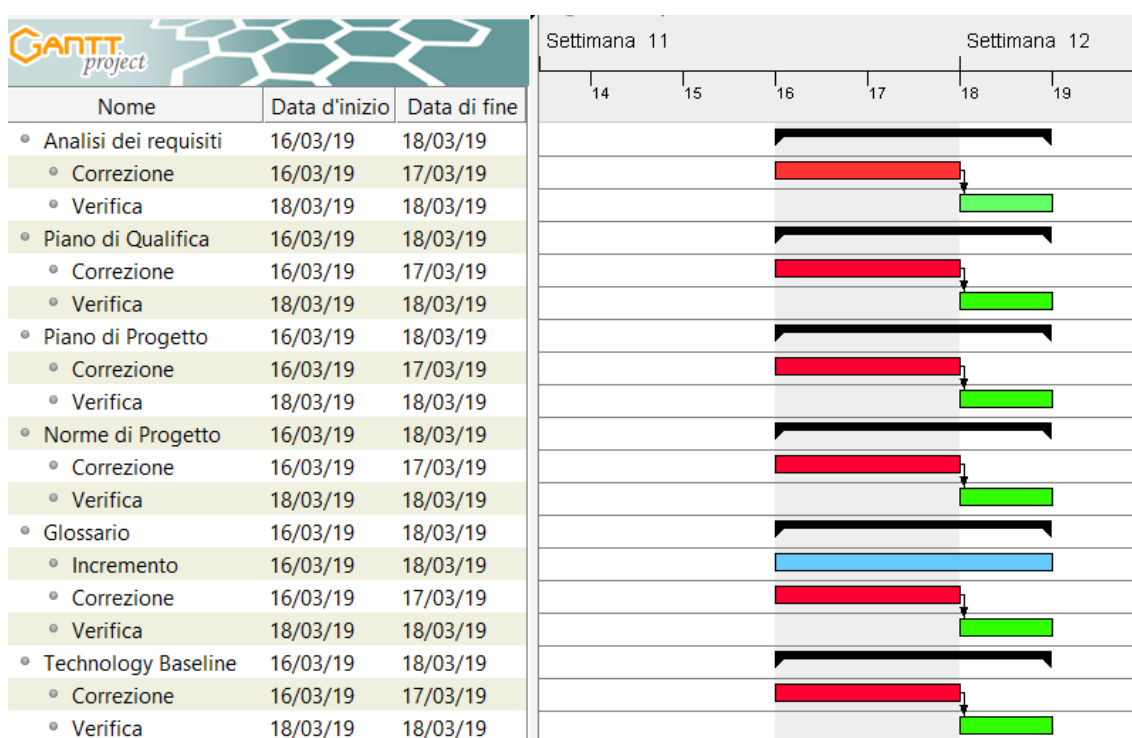 GANTT
project
Settimana 11 Settimana 12
14 15 16 17 18 19
Nome Data d'inizio Data di fine
Analisi dei requisiti 16/03/19 18/03/19
Correzione 16/03/19 17/03/19
Verifica 18/03/19 18/03/19
Piano di Qualifica 16/03/19 18/03/19
Correzione 16/03/19 17/03/19
Verifica 18/03/19 18/03/19
Piano di Progetto 16/03/19 18/03/19
Correzione 16/03/19 17/03/19
Verifica 18/03/19 18/03/19
Norme di Progetto 16/03/19 18/03/19
Correzione 16/03/19 17/03/19
Verifica 18/03/19 18/03/19
Glossario 16/03/19 18/03/19
Incremento 16/03/19 18/03/19
Correzione 16/03/19 17/03/19
Verifica 18/03/19 18/03/19
Technology Baseline 16/03/19 18/03/19
Correzione 16/03/19 17/03/19
Verifica 18/03/19 18/03/19